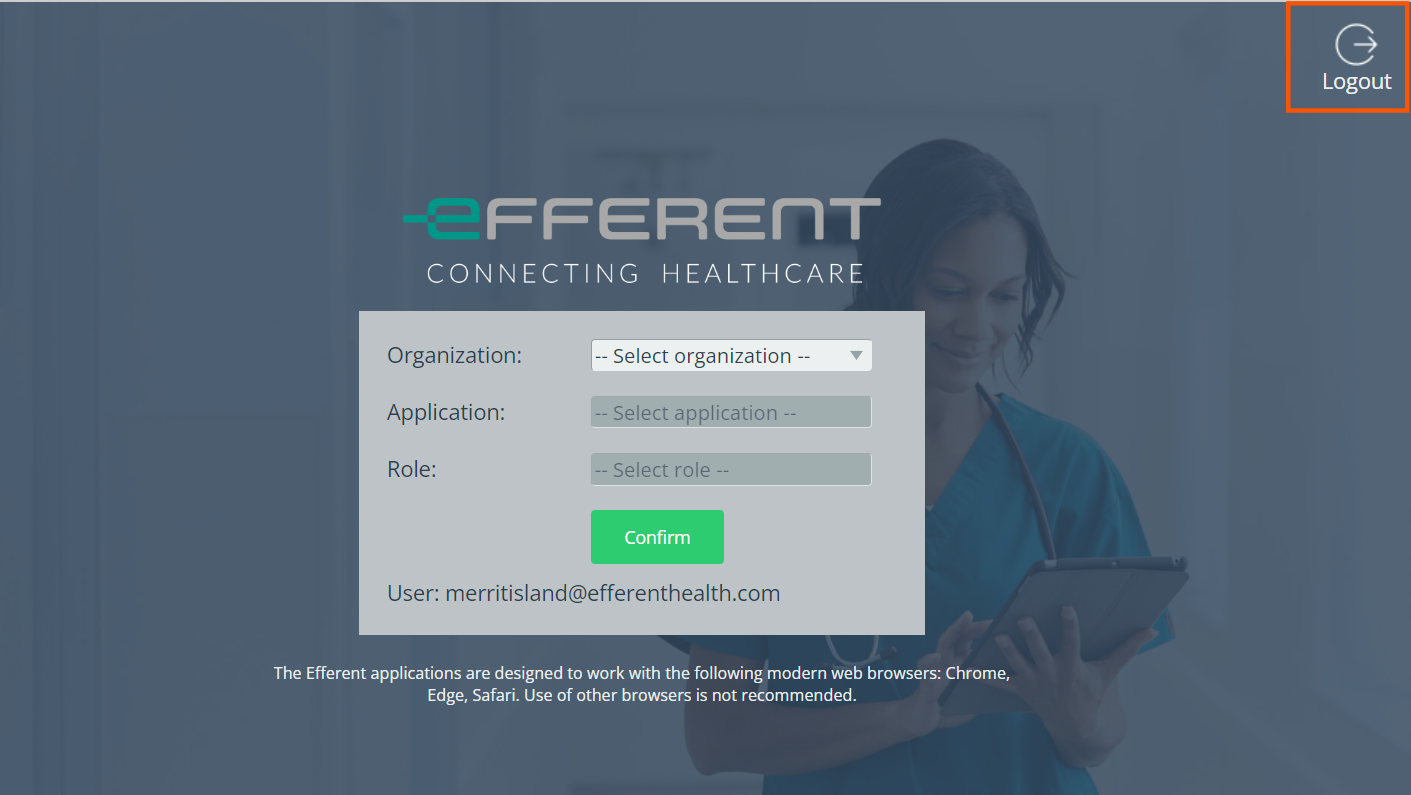 Logout
eFFERENT
CONNECTING HEALTHCARE
Organization: -- Select organization --
Application: -- Select application --
Role: -- Select role --
Confirm
User: merritisland@efferenthealth.com
The Efferent applications are designed to work with the following modern web browsers: Chrome,
Edge, Safari. Use of other browsers is not recommended.